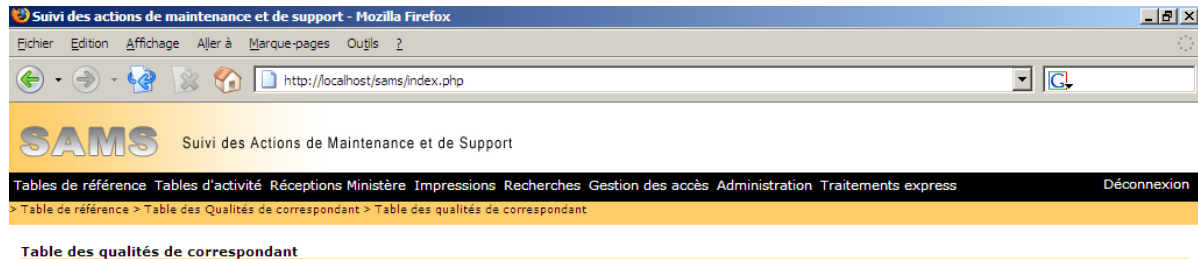 Suivi des actions de maintenance et de support - Mozilla Firefox
Fichier Edition Affichage Aller à Marque-pages Outils ?
http://localhost/sams/index.php G
SAMS Suivi des Actions de Maintenance et de Support
Tables de référence Tables d'activité Réceptions Ministère Impressions Recherches Gestion des accès Administration Traitements express Déconnexion
> Table de référence > Table des Qualités de correspondant > Table des qualités de correspondant
Table des qualités de correspondant